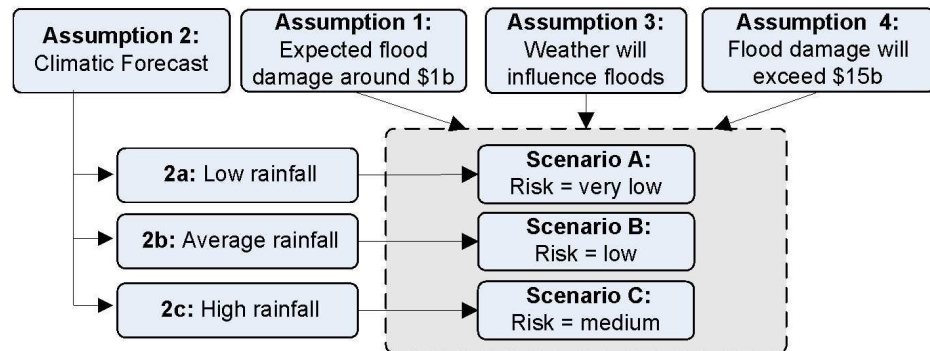 Assumption 2:
Climatic Forecast
Assumption 1:
Expected flood
damage around $1b
Assumption 3:
Weather will
influence floods
Assumption  4:
Flood damage will
exceed $15b
2a: Low rainfall
Scenario A:
Risk = very low
2b: Average rainfall
Scenario B:
Risk = low
2c: High rainfall
Scenario C:
Risk = medium